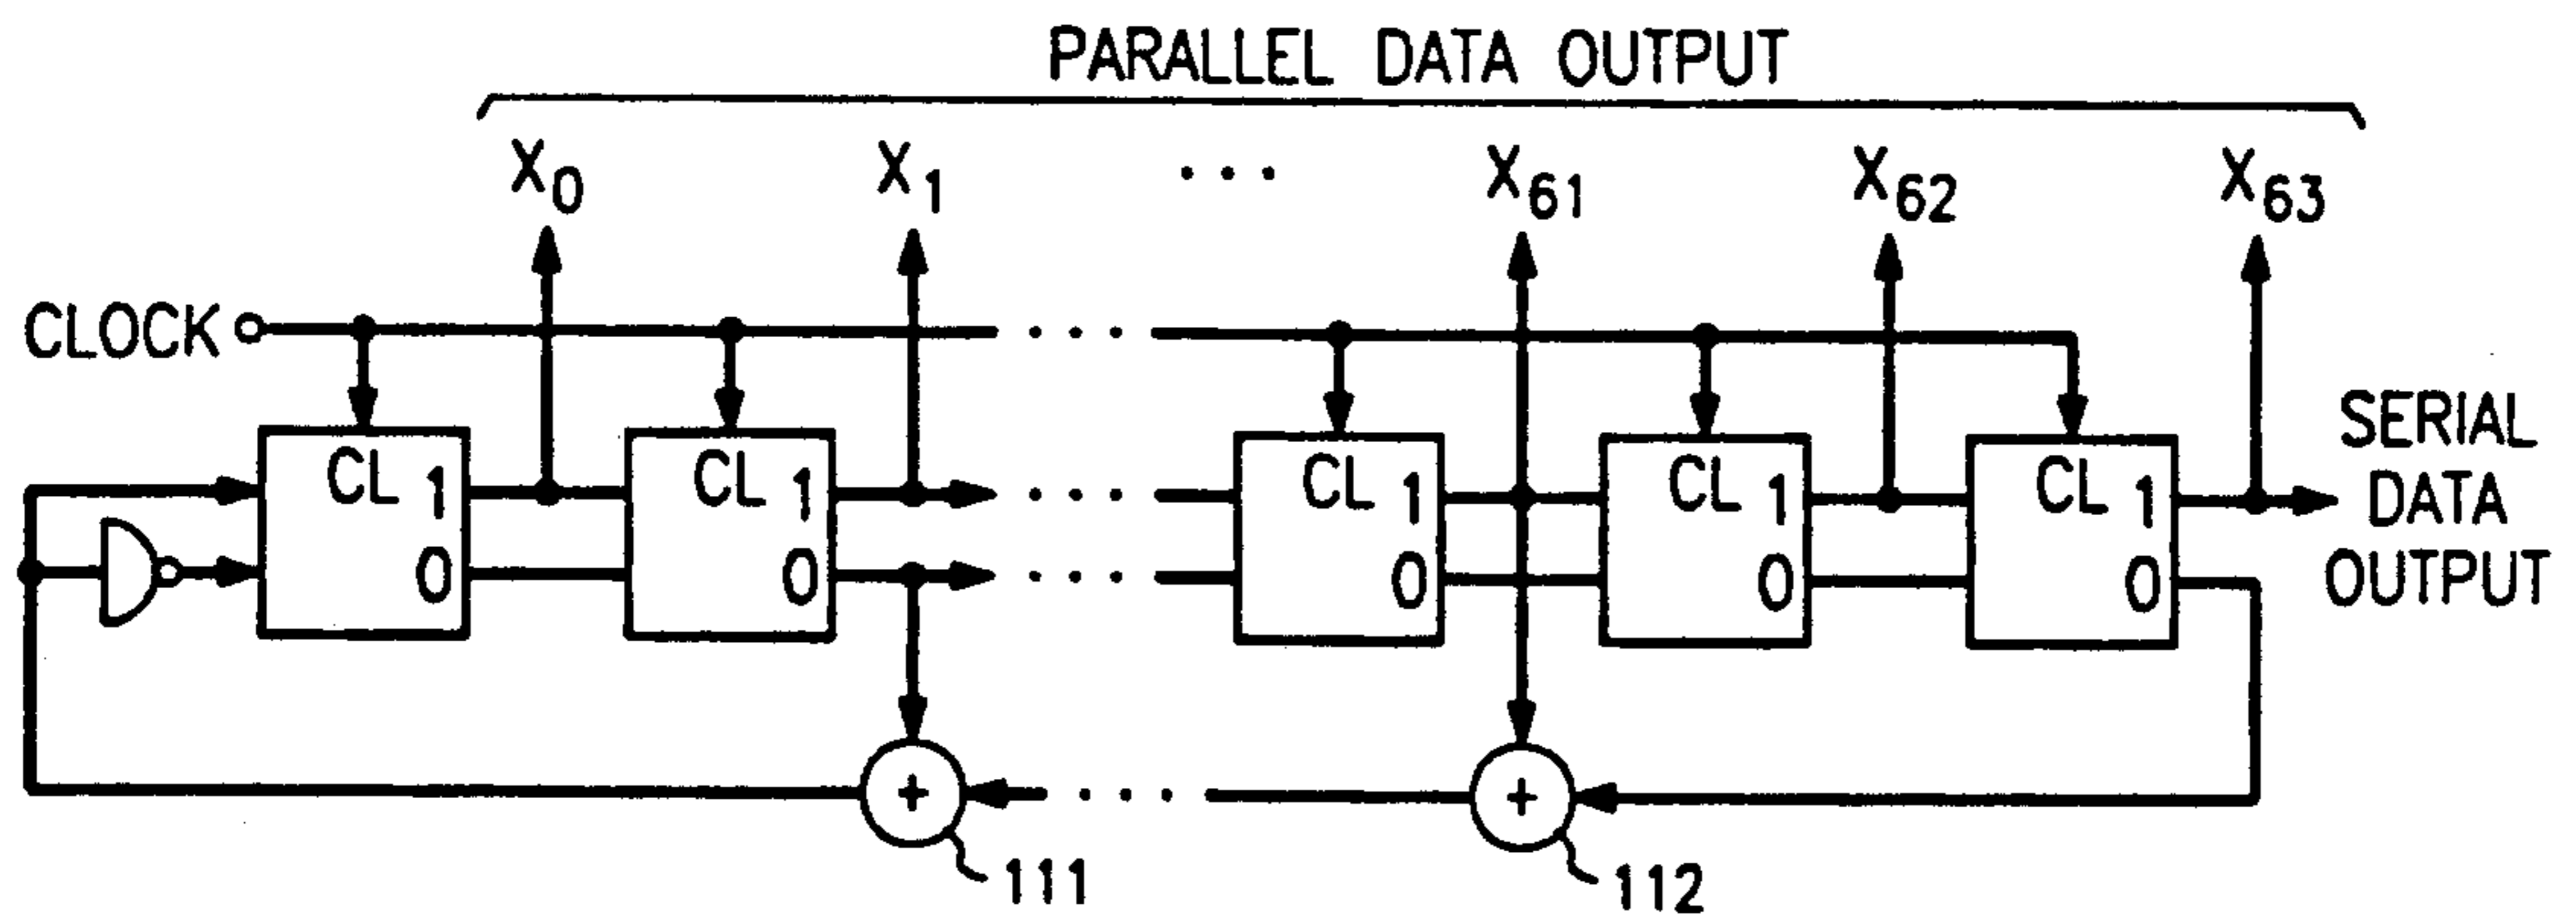 PARALLEL DATA OUTPUT
X0 X1 ... X61 X62 X63
CLOCK ...
CL 1 CL 1 ... CL 1 CL 1 CL 1
0 0 ... 0 0 0
SERIAL
DATA
OUTPUT
+ ... +
111 112